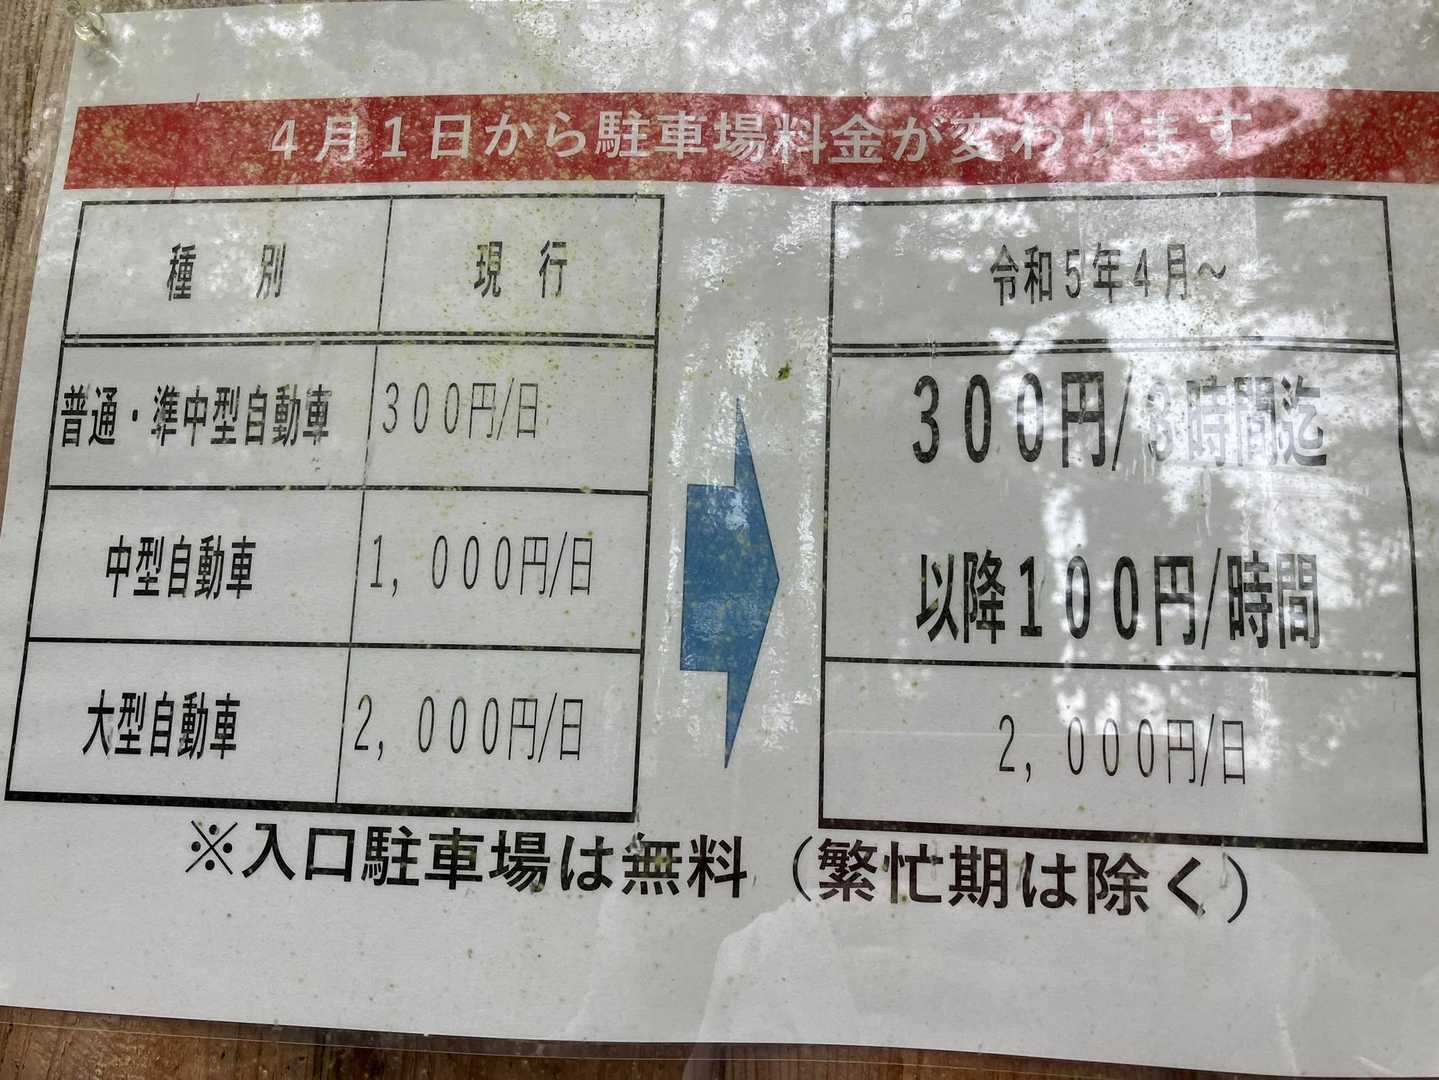 4月1日から駐車場料金が変わります
種別 現行 令和5年4月～
普通・準中型自動車 300円/日 300円/3時間迄
中型自動車 1,000円/日 以降100円/時間
大型自動車 2,000円/日 2,000円/日
※入口駐車場は無料（繁忙期は除く）